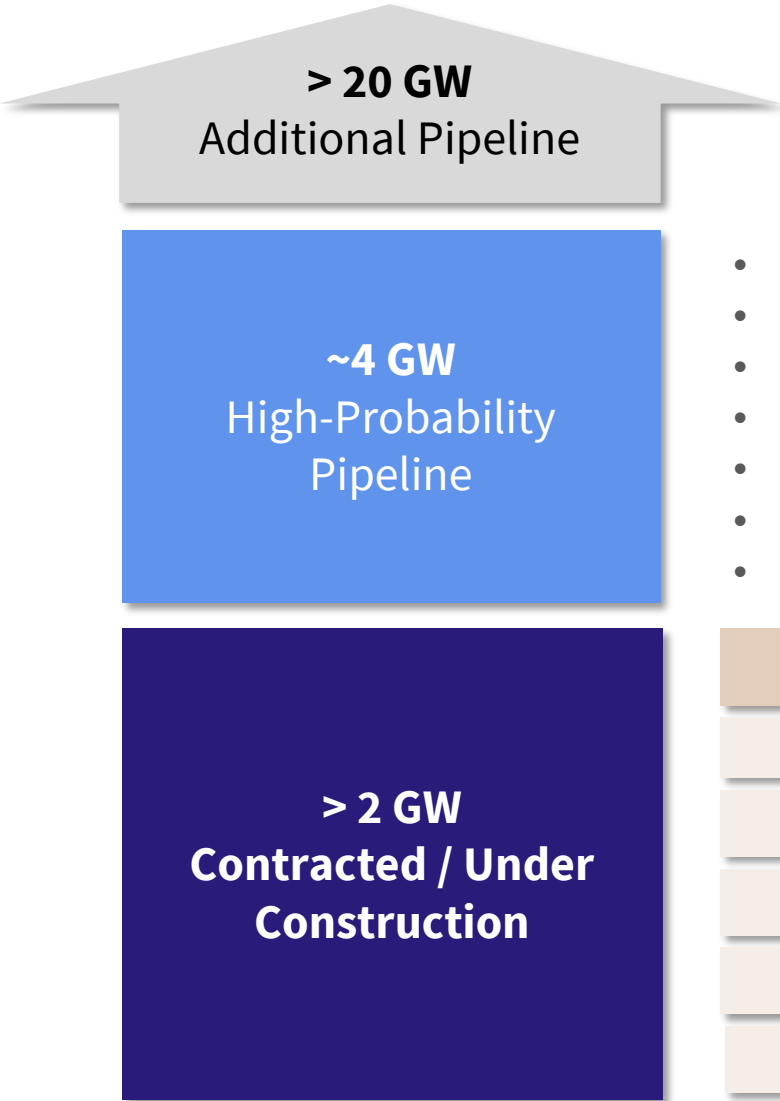 > 20 GW
Additional Pipeline
~4 GW
High-Probability
Pipeline
> 2 GW
Contracted / Under
Construction